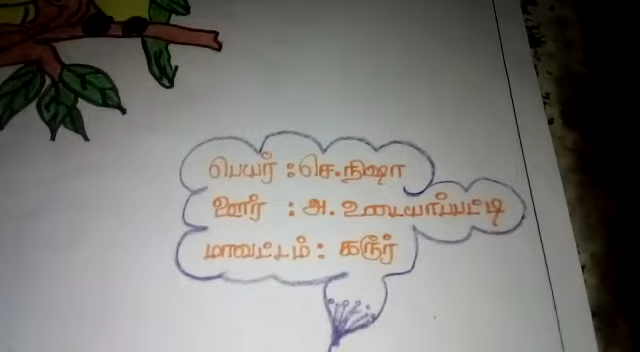 பெயர் : செ.நிஷா
ஊர் : அ. உடையாப்பட்டி
மாவட்டம் : கரூர்